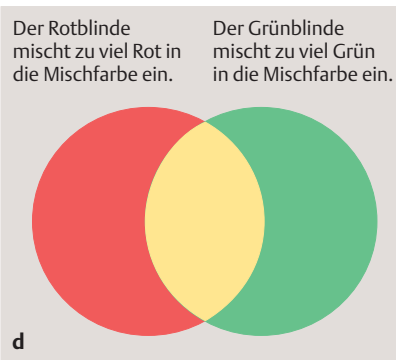 Der Rotblinde
mischt zu viel Rot in
die Mischfarbe ein.
Der Grünblinde
mischt zu viel Grün
in die Mischfarbe ein.
d